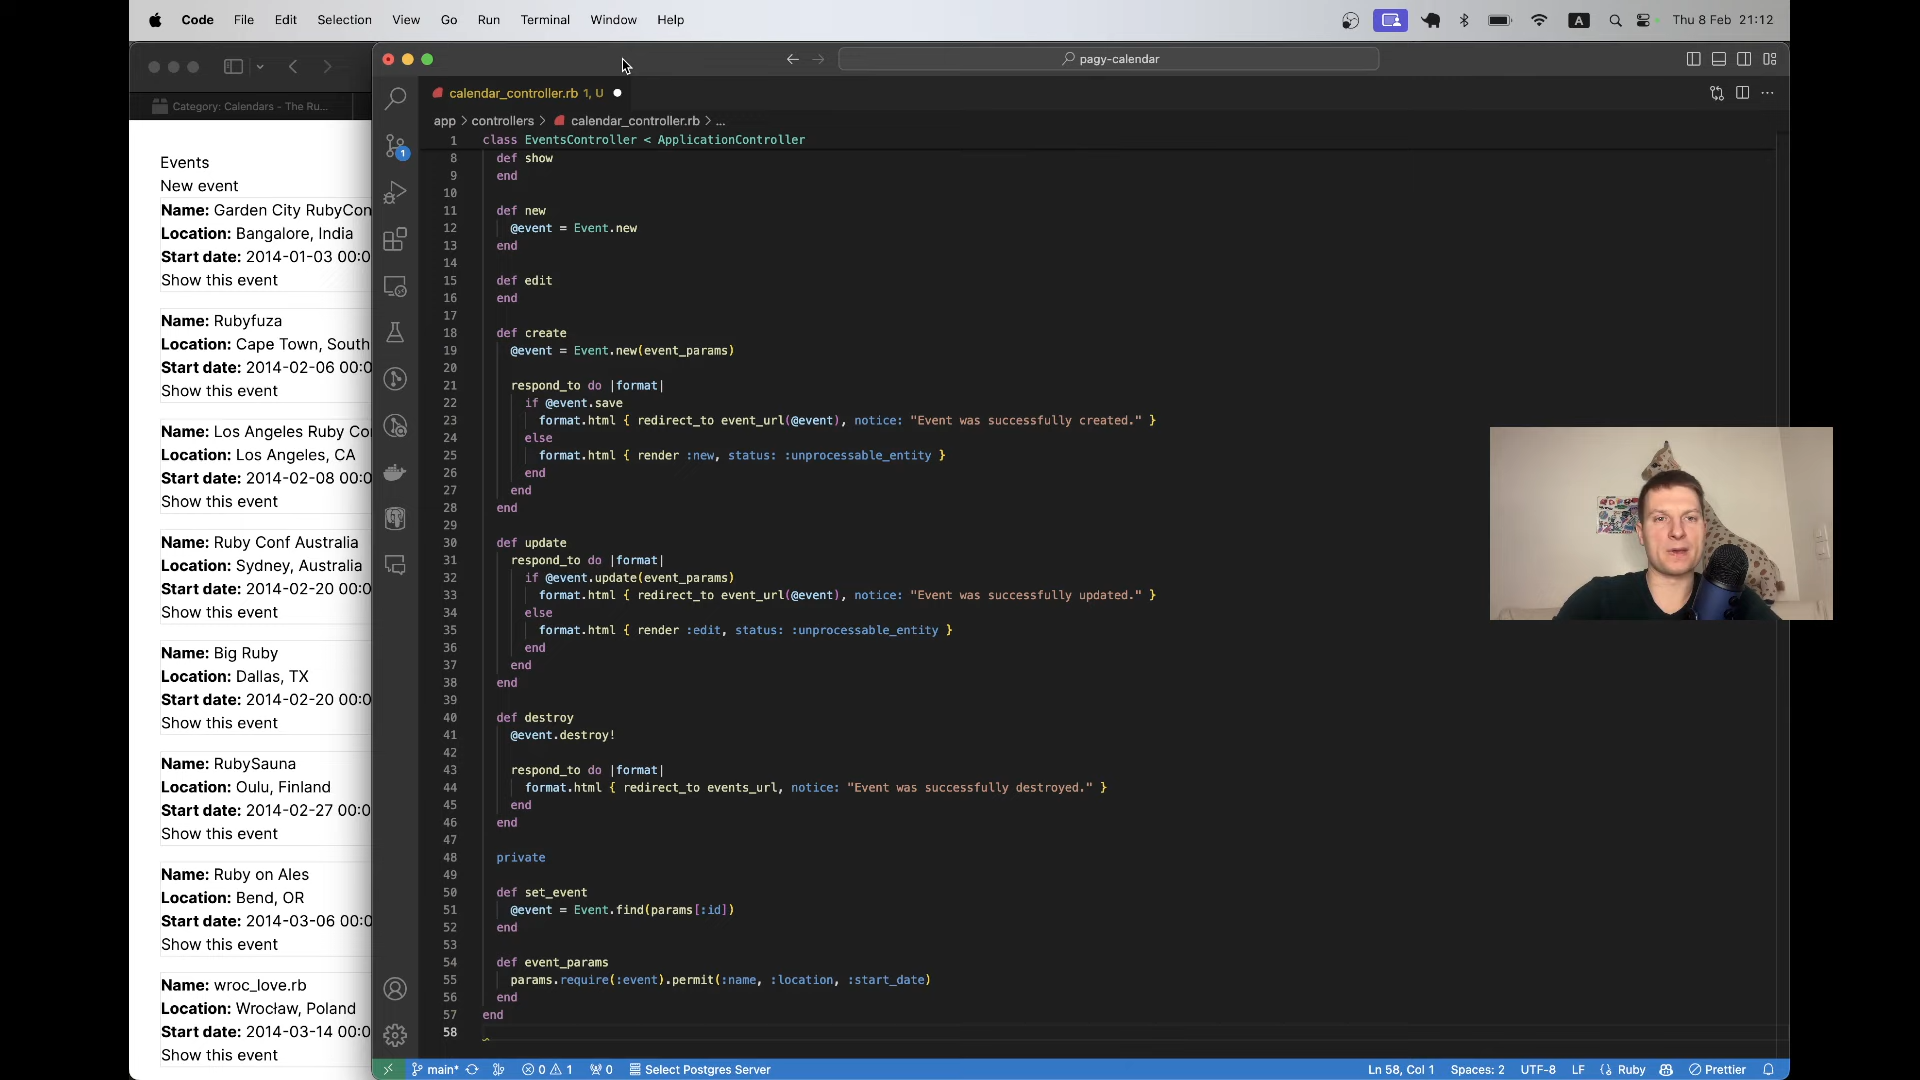 Code File Edit Selection View Go Run Terminal Window Help
A Thu 8 Feb 21:12
pagy-calendar
Category: Calendars - The Ru...
Events
New event
Name: Garden City RubyCon
Location: Bangalore, India
Start date: 2014-01-03 00:0
Show this event
Name: Rubyfuza
Location: Cape Town, South
Start date: 2014-02-06 00:0
Show this event
Name: Los Angeles Ruby Co
Location: Los Angeles, CA
Start date: 2014-02-08 00:0
Show this event
Name: Ruby Conf Australia
Location: Sydney, Australia
Start date: 2014-02-20 00:0
Show this event
Name: Big Ruby
Location: Dallas, TX
Start date: 2014-02-20 00:0
Show this event
Name: RubySauna
Location: Oulu, Finland
Start date: 2014-02-27 00:0
Show this event
Name: Ruby on Ales
Location: Bend, OR
Start date: 2014-03-06 00:0
Show this event
Name: wroc_love.rb
Location: Wrocław, Poland
Start date: 2014-03-14 00:0
Show this event
1
calendar_controller.rb 1, U
app > controllers > calendar_controller.rb > ...
1 class EventsController < ApplicationController
8 def show
9 end
10
11 def new
12 @event = Event.new
13 end
14
15 def edit
16 end
17
18 def create
19 @event = Event.new(event_params)
20
21 respond_to do |format|
22 if @event.save
23 format.html { redirect_to event_url(@event), notice: "Event was successfully created." }
24 else
25 format.html { render :new, status: :unprocessable_entity }
26 end
27 end
28 end
29
30 def update
31 respond_to do |format|
32 if @event.update(event_params)
33 format.html { redirect_to event_url(@event), notice: "Event was successfully updated." }
34 else
35 format.html { render :edit, status: :unprocessable_entity }
36 end
37 end
38 end
39
40 def destroy
41 @event.destroy!
42
43 respond_to do |format|
44 format.html { redirect_to events_url, notice: "Event was successfully destroyed." }
45 end
46 end
47
48 private
49
50 def set_event
51 @event = Event.find(params[:id])
52 end
53
54 def event_params
55 params.require(:event).permit(:name, :location, :start_date)
56 end
57 end
58
main* 0 1 0 Select Postgres Server Ln 58, Col 1 Spaces: 2 UTF-8 LF Ruby Prettier